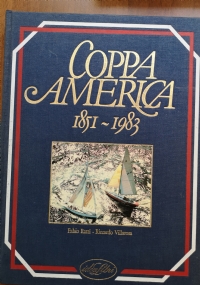 COPPA
AMERICA
1851~1983
Fabio Ratti - Riccardo Villarosa